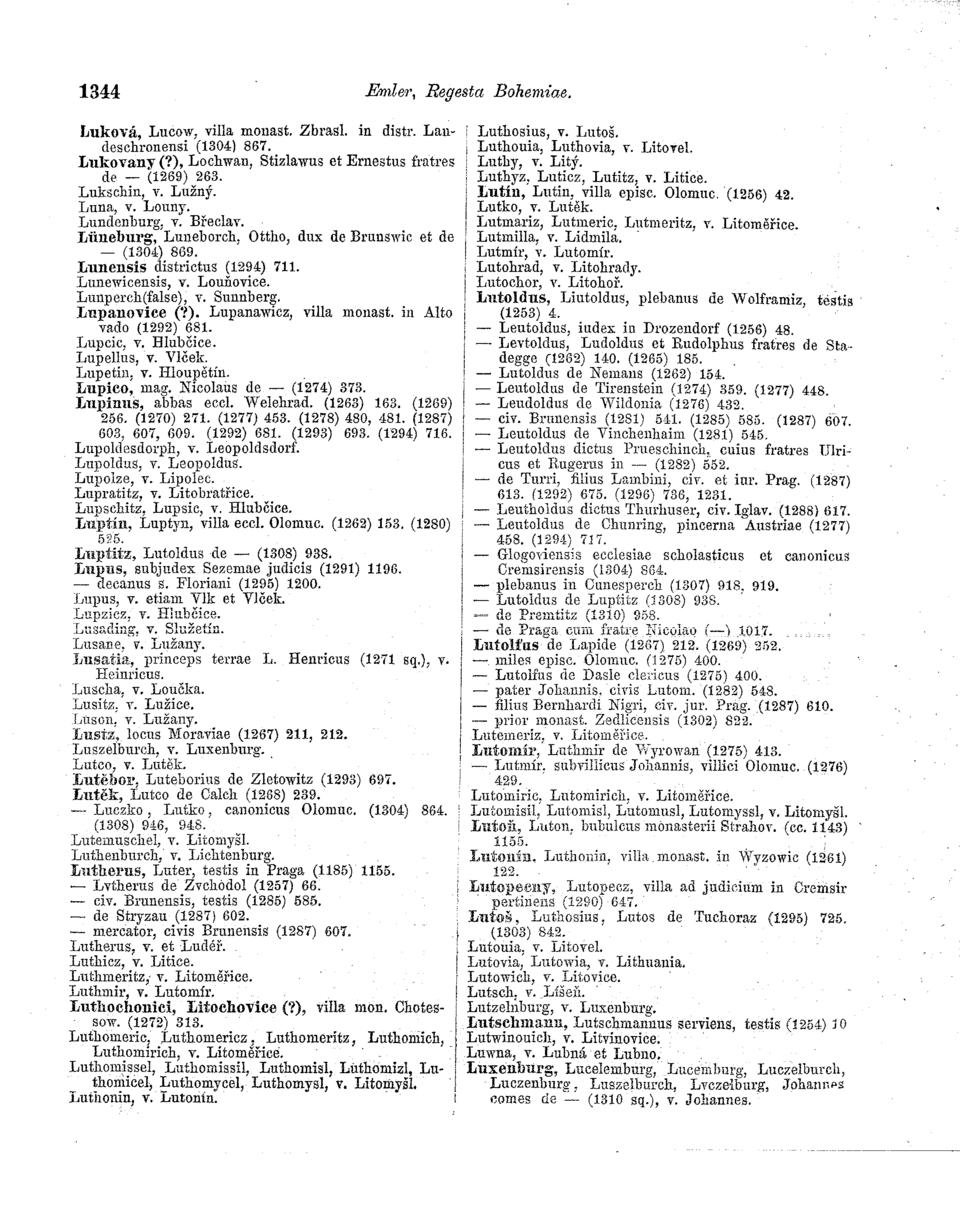 1344
Emler, Regesta Bohemiae.
Luková, Lucow, villa monast. Zbrasl. in distr. Lan-
deschronensi (1304) 867.
Lukovany (?), Lochwan, Stizlawus et Ernestus fratres
de — (1269) 263.
Lukschin, v. Lužný.
Luna, v. Louny.
Lundenburg, v. Břeclav.
Lüneburg, Luneborch, Ottho, dux de Brunswic et de
— (1304) 869.
Lunensis districtus (1294) 711.
Lunewicensis, v. Louňovice.
Lunperch(false), v. Sunnberg.
Lupanovice (?). Lupanawicz, villa monast. in Alto
vado (1292) 681.
Lupcic, v. Hlubčice.
Lupellus, v. Vlček.
Lupetin, v. Hloupětín.
Lupico, mag. Nicolaus de — (1274) 373.
Lupinus, abbas eccl. Welehrad. (1263) 163. (1269)
256. (1270) 271. (1277) 453. (1278) 480, 481. (1287)
603, 607, 609. (1292) 681. (1293) 693. (1294) 716.
Lupoldesdorph, v. Leopoldsdorf.
Lupoldus, v. Leopoldus.
Lupolze, v. Lipolec.
Lupratitz, v. Litobratřice.
Lupschitz, Lupsic, v. Hlubčice.
Luptín, Luptyn, villa eccl. Olomuc. (1262) 153. (1280)
525.
Luptitz, Lutoldus de — (1308) 938.
Lupus, subjudex Sezemae judicis (1291) 1196.
— decanus s. Floriani (1295) 1200.
Lupus, v. etiam Vlk et Vlček.
Lupzicz, v. Hlubčice.
Lusading, v. Služetín.
Lusane, v. Lužany.
Lusatia, princeps terrae L. Henricus (1271 sq.), v.
Heinricus.
Luscha, v. Loučka.
Lusitz, v. Lužice.
Luson, v. Lužany.
Lustz, locus Moraviae (1267) 211, 212.
Luszelburch, v. Luxenburg.
Lutco, v. Lutěk.
Lutěbor, Luteborius de Zletowitz (1293) 697.
Lutěk, Lutco de Calch (1268) 239.
— Luczko, Lutko, canonicus Olomuc. (1304) 864.
(1308) 946, 948.
Lutemuschel, v. Litomyšl.
Luthenburch, v. Lichtenburg.
Lutherus, Luter, testis in Praga (1185) 1155.
— Lvtherus de Zvchodol (1257) 66.
— civ. Brunensis, testis (1285) 585.
— de Stryzau (1287) 602.
— mercator, civis Brunensis (1287) 607.
Lutherus, v. et Luděř.
Luthicz, v. Litice.
Luthmeritz, v. Litoměřice.
Luthmir, v. Lutomír.
Luthochonici, Litochovice (?), villa mon. Chotes-
sow. (1272) 313.
Luthomeric, Luthomericz, Luthomeritz, Luthomich,
Luthomirich, v. Litoměřice.
Luthomissel, Luthomissil, Luthomisl, Luthomizl, Lu-
thomicel, Luthomycel, Luthomysl, v. Litomyšl.
Luthonin, v. Lutonín.
Luthosius, v. Lutoš.
Luthouia, Luthovia, v. Litovel.
Luthy, v. Litý.
Luthyz, Luticz, Lutitz, v. Litice.
Lutín, Lutin, villa episc. Olomuc. (1256) 42.
Lutko, v. Lutěk.
Lutmariz, Lutmeric, Lutmeritz, v. Litoměřice.
Lutmilla, v. Lidmila.
Lutmír, v. Lutomír.
Lutohrad, v. Litohrady.
Lutochor, v. Litohoř.
Lutoldus, Liutoldus, plebanus de Wolframiz, testis
(1253) 4.
— Leutoldus, iudex in Drozendorf (1256) 48.
— Levtoldus, Ludoldus et Rudolphus fratres de Sta-
degge (1262) 140. (1265) 185.
— Lutoldus de Nemans (1262) 154.
— Leutoldus de Tirenstein (1274) 359. (1277) 448.
— Leudoldus de Wildonia (1276) 432.
— civ. Brunensis (1281) 541. (1285) 585. (1287) 607.
— Leutoldus de Vinchenhaim (1281) 545.
— Leutoldus dictus Prueschinch, cuius fratres Ulri-
cus et Rugerus in — (1282) 552.
— de Turri, filius Lambini, civ. et iur. Prag. (1287)
613. (1292) 675. (1296) 736, 1231.
— Leutholdus dictus Thurhuser, civ. Iglav. (1288) 617.
— Leutoldus de Chunring, pincerna Austriae (1277)
458. (1294) 717.
— Glogoviensis ecclesiae scholasticus et canonicus
Cremsirensis (1304) 864.
— plebanus in Cunesperch (1307) 918, 919.
— Lutoldus de Luptitz (1308) 938.
— de Premtitz (1310) 958.
— de Praga cum fratre Nicolao (—) 1017.
Lutolfus de Lapide (1267) 212. (1269) 252.
— miles episc. Olomuc. (1275) 400.
— Lutolfus de Dasle clericus (1275) 400.
— pater Johannis, civis Lutom. (1282) 548.
— filius Bernhardi Nigri, civ. jur. Prag. (1287) 610.
— prior monast. Zedlicensis (1302) 822.
Lutemeriz, v. Litoměřice.
Lutomír, Luthmir de Wyrowan (1275) 413.
— Lutmír, subvillicus Johannis, villici Olomuc. (1276)
429.
Lutomiric, Lutomirich, v. Litoměřice.
Lutomisil, Lutomisl, Lutomusl, Lutomyssl, v. Litomyšl.
Lutoň, Luton, bubulcus monasterii Strahov. (cc. 1143)
1155.
Lutonín, Luthonin, villa monast. in Wyzowic (1261)
122.
Lutopecny, Lutopecz, villa ad judicium in Cremsir
pertinens (1290) 647.
Lutoš, Luthosius, Lutos de Tuchoraz (1295) 725.
(1303) 842.
Lutouia, v. Litovel.
Lutovia, Lutowia, v. Lithuania.
Lutowich, v. Litovice.
Lutsch, v. Líšeň.
Lutzelnburg, v. Luxenburg.
Lutschmann, Lutschmannus serviens, testis (1254) 10
Lutwinouich, v. Litvinovice.
Luwna, v. Lubná et Lubno.
Luxenburg, Lucelemburg, Lucemburg, Luczelburch,
Luczenburg, Luszelburch, Lvczelburg, Johannes
comes de — (1310 sq.), v. Johannes.